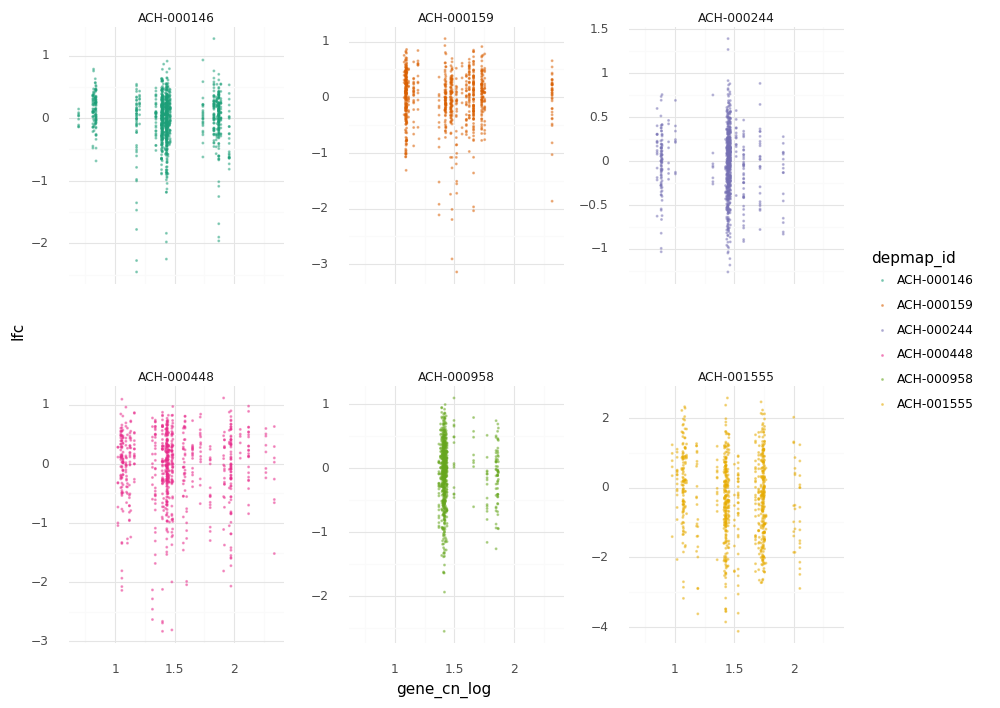 ACH-000146
ACH-000159
ACH-000244
1
0
−1
−2
1
0
−1
−2
−3
1.5
1
0.5
0
−0.5
−1
lfc
ACH-000448
ACH-000958
ACH-001555
1
0
−1
−2
−3
1
0
−1
−2
2
0
−2
−4
1 1.5 2
1 1.5 2
1 1.5 2
gene_cn_log
depmap_id
ACH-000146
ACH-000159
ACH-000244
ACH-000448
ACH-000958
ACH-001555